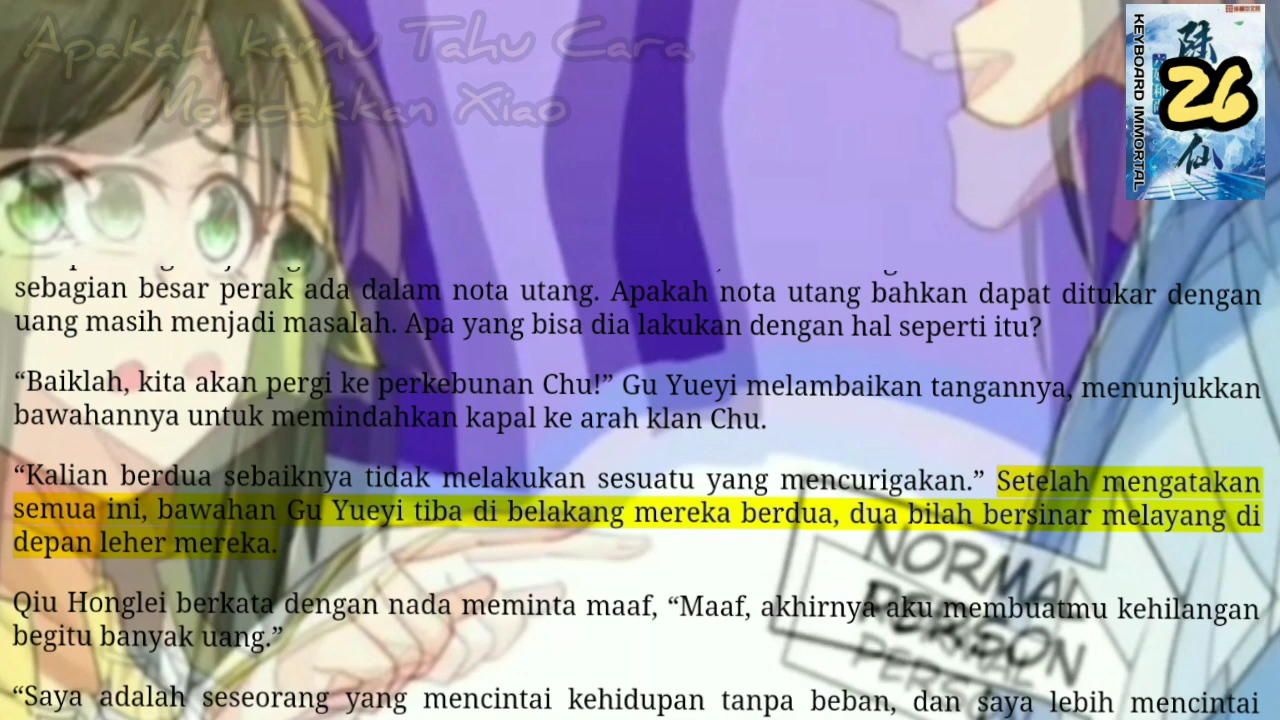 Apakah kamu Tahu Cara
Meledakkan Xiao
KEYBOARD IMMORTAL
26
仙
sebagian besar perak ada dalam nota utang. Apakah nota utang bahkan dapat ditukar dengan
uang masih menjadi masalah. Apa yang bisa dia lakukan dengan hal seperti itu?
“Baiklah, kita akan pergi ke perkebunan Chu!” Gu Yueyi melambaikan tangannya, menunjukkan
bawahannya untuk memindahkan kapal ke arah klan Chu.
“Kalian berdua sebaiknya tidak melakukan sesuatu yang mencurigakan.” Setelah mengatakan
semua ini, bawahan Gu Yueyi tiba di belakang mereka berdua, dua bilah bersinar melayang di
depan leher mereka.
NORMAL
PERSON
Qiu Honglei berkata dengan nada meminta maaf, “Maaf, akhirnya aku membuatmu kehilangan
begitu banyak uang.”
“Saya adalah seseorang yang mencintai kehidupan tanpa beban, dan saya lebih mencintai